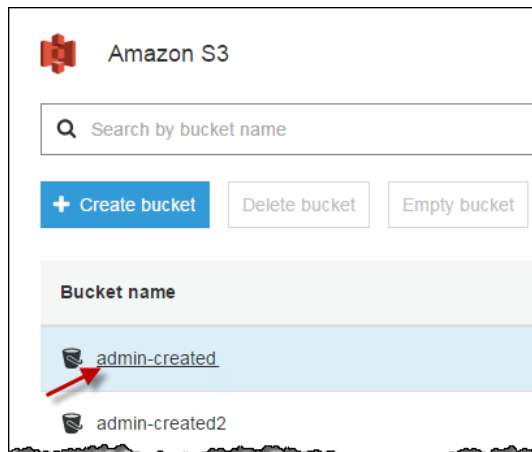 Amazon S3
Search by bucket name
Create bucket Delete bucket Empty bucket
Bucket name
admin-created
admin-created2